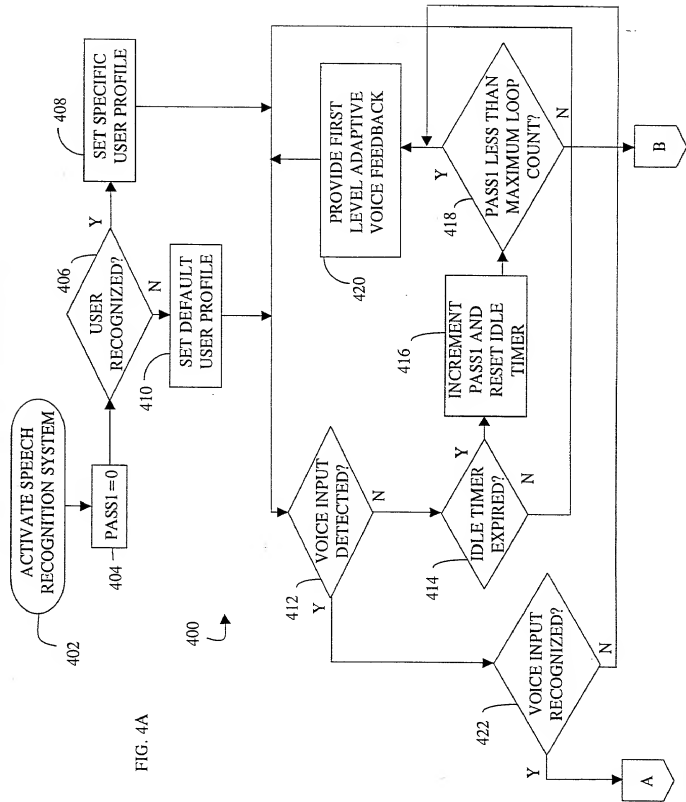 ACTIVATE SPEECH
RECOGNITION SYSTEM
402
PASS1=0
404
USER
RECOGNIZED?
406
Y
N
SET SPECIFIC
USER PROFILE
408
SET DEFAULT
USER PROFILE
410
400
VOICE INPUT
DETECTED?
412
Y
N
IDLE TIMER
EXPIRED?
414
Y
N
INCREMENT
PASS1 AND
RESET IDLE
TIMER
416
PASS1 LESS THAN
MAXIMUM LOOP
COUNT?
418
Y
N
PROVIDE FIRST
LEVEL ADAPTIVE
VOICE FEEDBACK
420
VOICE INPUT
RECOGNIZED?
422
Y
N
A
B
FIG. 4A